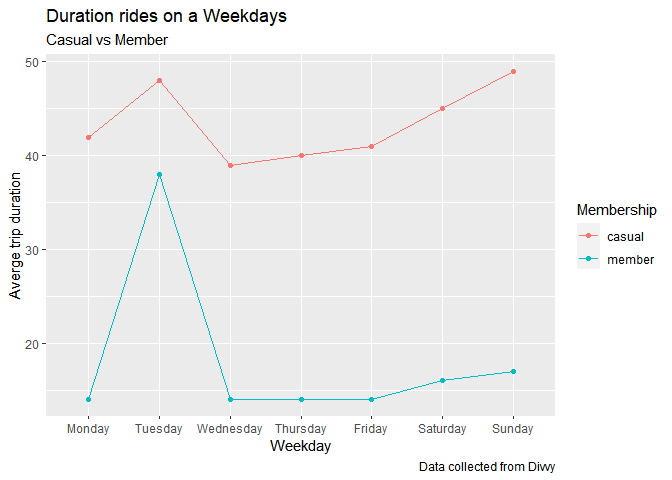 Duration rides on a Weekdays
Casual vs Member
Averge trip duration
50
40
30
20
Monday Tuesday Wednesday Thursday Friday Saturday Sunday
Weekday
Membership
casual
member
Data collected from Divvy